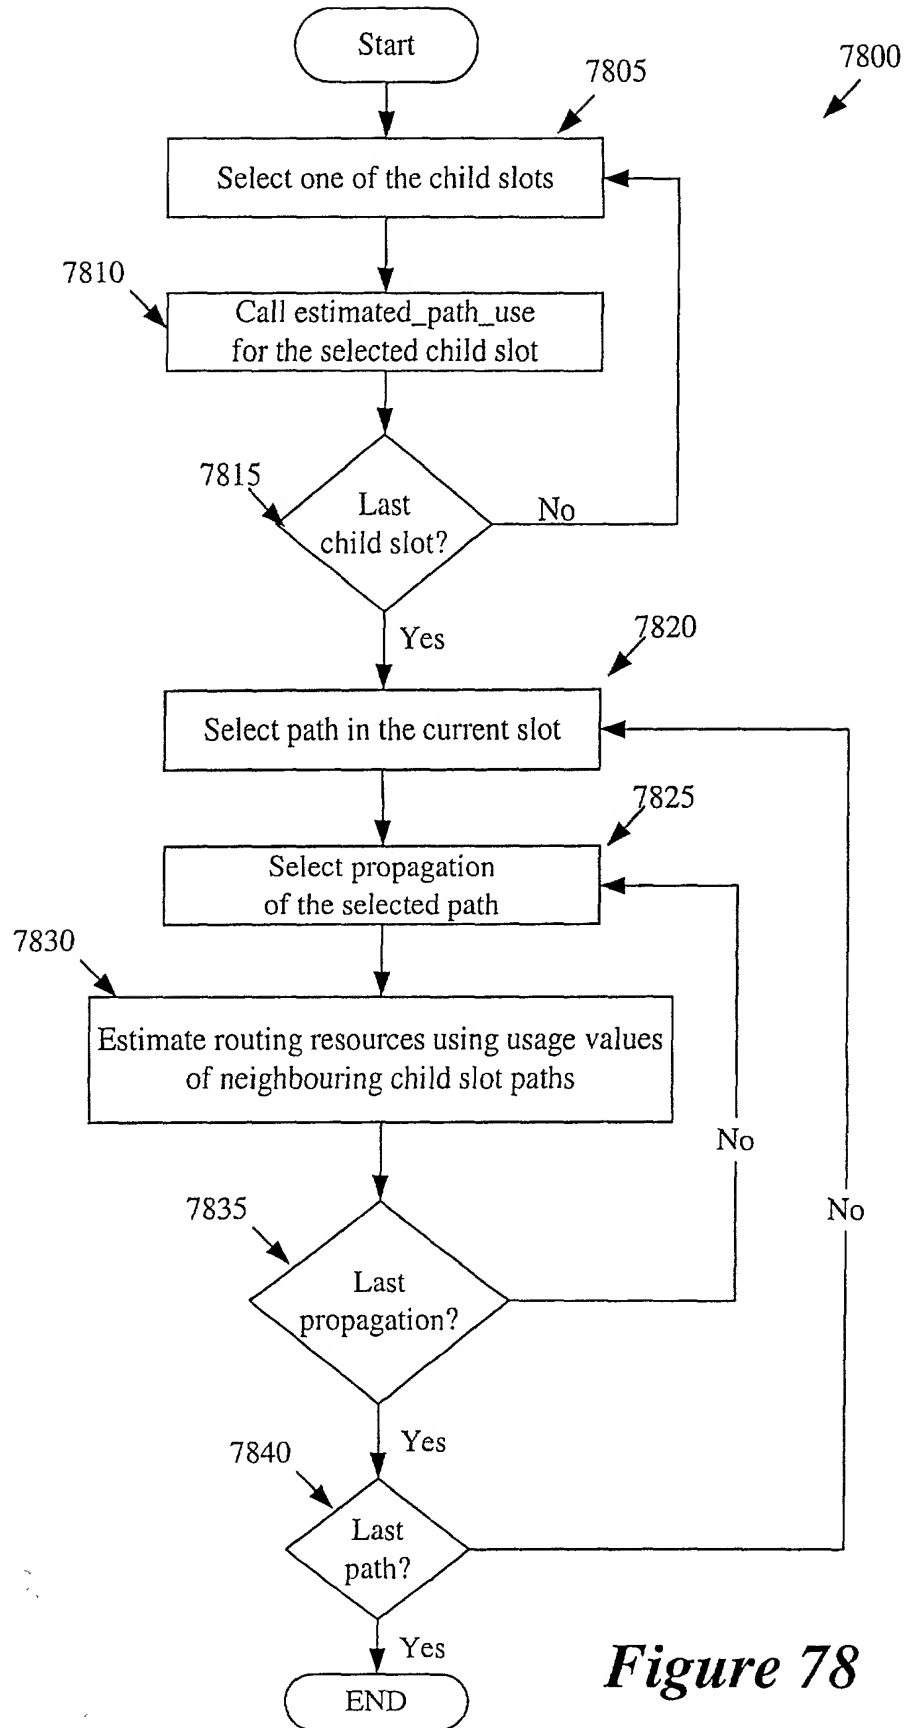 Start
7800
7805
Select one of the child slots
7810
Call estimated_path_use
for the selected child slot
7815
Last
child slot?
No
Yes
7820
Select path in the current slot
7825
Select propagation
of the selected path
7830
Estimate routing resources using usage values
of neighbouring child slot paths
No
7835
No
Last
propagation?
Yes
7840
Last
path?
Yes
END
Figure 78